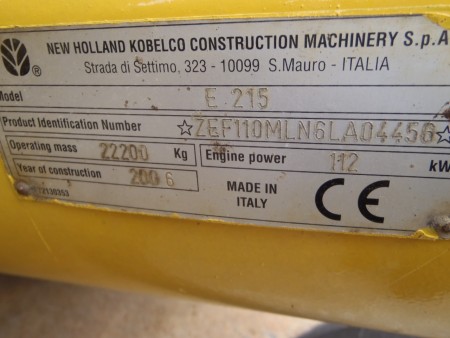 NEW HOLLAND KOBELCO CONSTRUCTION MACHINERY S.p.A
Strada di Settimo, 323 - 10099 S.Mauro - ITALIA
Model E 215
Product Identification Number ☆ZEF110MLN6LA04456☆
Operating mass 22200 Kg Engine power 112 kW
Year of construction 2006
MADE IN
ITALY
CE